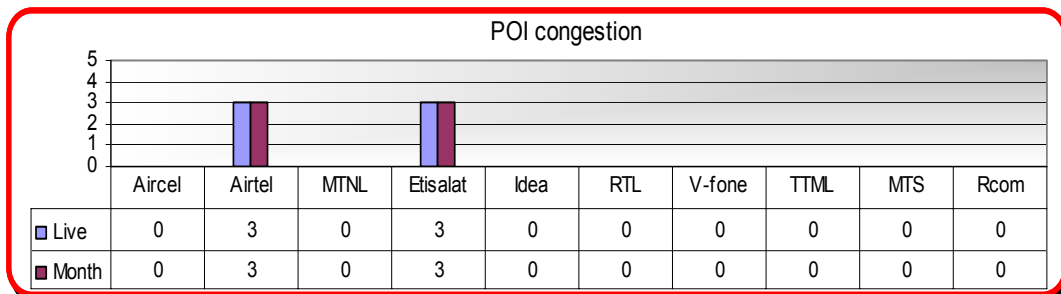 POI congestion
5
4
3
2
1
0
Aircel Airtel MTNL Etisalat Idea RTL V-fone TTML MTS Rcom
Live 0 3 0 3 0 0 0 0 0 0
Month 0 3 0 3 0 0 0 0 0 0